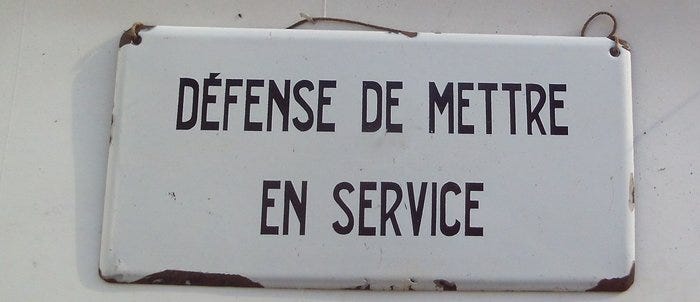 DÉFENSE DE METTRE
EN SERVICE